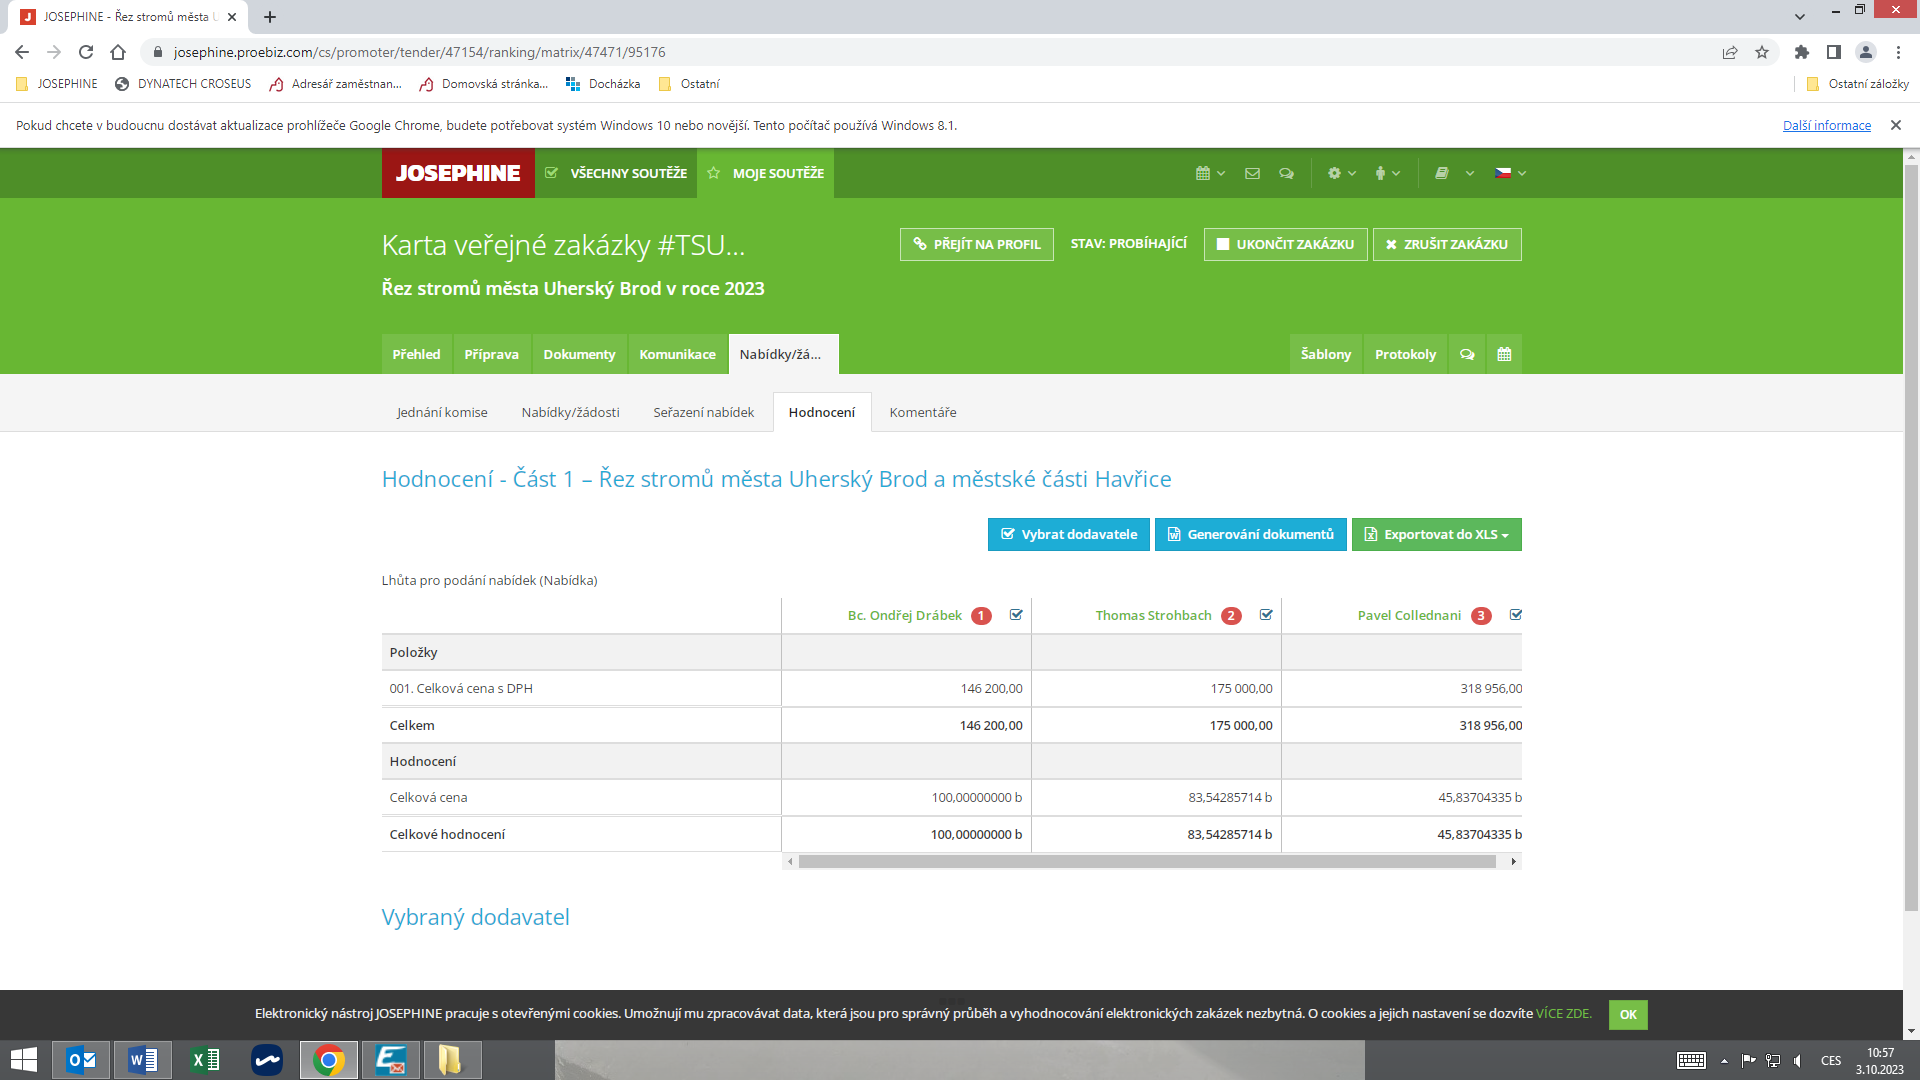 JOSEPHINE - Řez stromů města U
josephine.proebiz.com/cs/promoter/tender/47154/ranking/matrix/47471/95176
JOSEPHINE DYNATECH CROSEUS Adresář zaměstnan... Domovská stránka... Docházka Ostatní Ostatní záložky
Pokud chcete v budoucnu dostávat aktualizace prohlížeče Google Chrome, budete potřebovat systém Windows 10 nebo novější. Tento počítač používá Windows 8.1. Další informace
JOSEPHINE VŠECHNY SOUTĚŽE MOJE SOUTĚŽE
Karta veřejné zakázky #TSU... PŘEJÍT NA PROFIL STAV: PROBÍHAJÍCÍ UKONČIT ZAKÁZKU ZRUŠIT ZAKÁZKU
Řez stromů města Uherský Brod v roce 2023
Přehled Příprava Dokumenty Komunikace Nabídky/žá... Šablony Protokoly
Jednání komise Nabídky/žádosti Seřazení nabídek Hodnocení Komentáře
Hodnocení - Část 1 – Řez stromů města Uherský Brod a městské části Havřice
Vybrat dodavatele Generování dokumentů Exportovat do XLS
Lhůta pro podání nabídek (Nabídka)
Bc. Ondřej Drábek 1 Thomas Strohbach 2 Pavel Collednani 3
Položky
001. Celková cena s DPH 146 200,00 175 000,00 318 956,00
Celkem 146 200,00 175 000,00 318 956,00
Hodnocení
Celková cena 100,00000000 b 83,54285714 b 45,83704335 b
Celkové hodnocení 100,00000000 b 83,54285714 b 45,83704335 b
Vybraný dodavatel
Elektronický nástroj JOSEPHINE pracuje s otevřenými cookies. Umožnují mu zpracovávat data, která jsou pro správný průběh a vyhodnocování elektronických zakázek nezbytná. O cookies a jejich nastavení se dozvíte VÍCE ZDE. OK
CES 10:57
3.10.2023